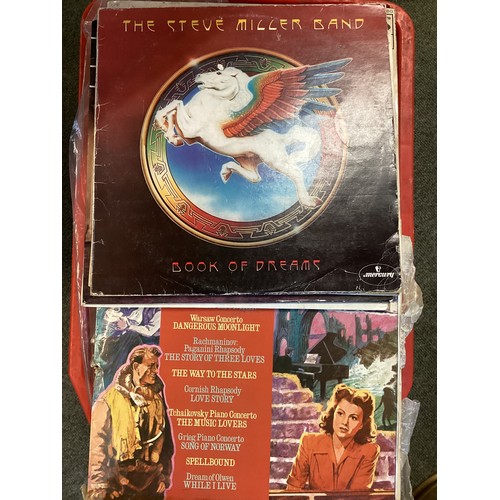 THE STEVE MILLER BAND
BOOK OF DREAMS
mercury
Warsaw Concerto
DANGEROUS MOONLIGHT
Rachmaninov:
Paganini Rhapsody
THE STORY OF THREE LOVES
THE WAY TO THE STARS
Cornish Rhapsody
LOVE STORY
Tchaikovsky Piano Concerto
THE MUSIC LOVERS
Grieg Piano Concerto
SONG OF NORWAY
SPELLBOUND
Dream of Olwen
WHILE I LIVE